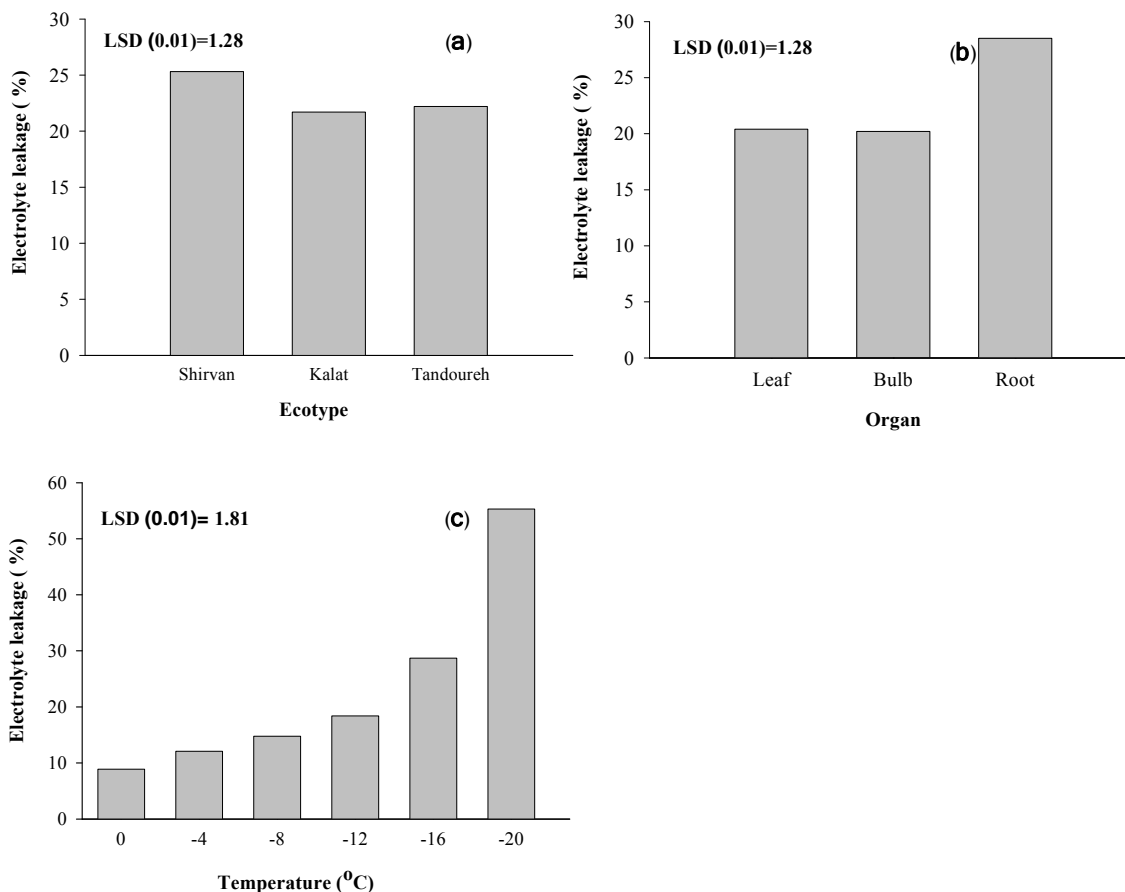 30
25
20
15
10
5
0
Electrolyte leakage ( %)
LSD (0.01)=1.28
(a)
Shirvan Kalat Tandoureh
Ecotype
30
25
20
15
10
5
0
Electrolyte leakage ( %)
LSD (0.01)=1.28
(b)
Leaf Bulb Root
Organ
60
50
40
30
20
10
0
Electrolyte leakage ( %)
LSD (0.01)= 1.81
(c)
0 -4 -8 -12 -16 -20
Temperature (⁰C)